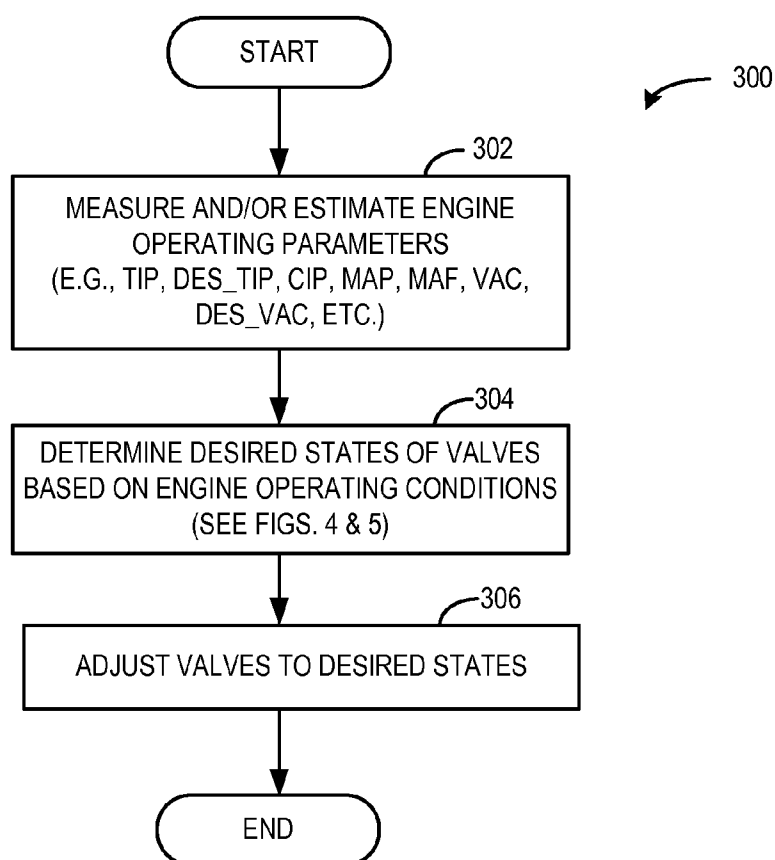 START
300
302
MEASURE AND/OR ESTIMATE ENGINE
OPERATING PARAMETERS
(E.G., TIP, DES_TIP, CIP, MAP, MAF, VAC,
DES_VAC, ETC.)
304
DETERMINE DESIRED STATES OF VALVES
BASED ON ENGINE OPERATING CONDITIONS
(SEE FIGS. 4 & 5)
306
ADJUST VALVES TO DESIRED STATES
END